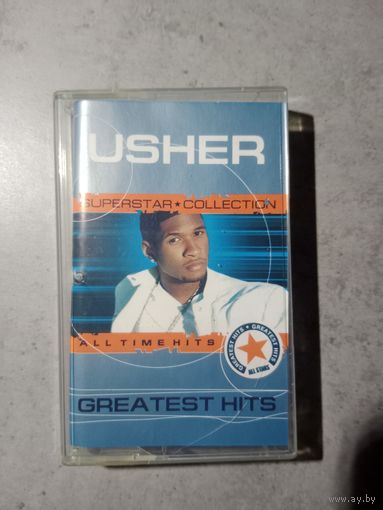 USHER
SUPERSTAR★COLLECTION
ALL TIME HITS
GREATEST HITS • GREATEST HITS
ALL STARS
GREATEST HITS
www.ay.by